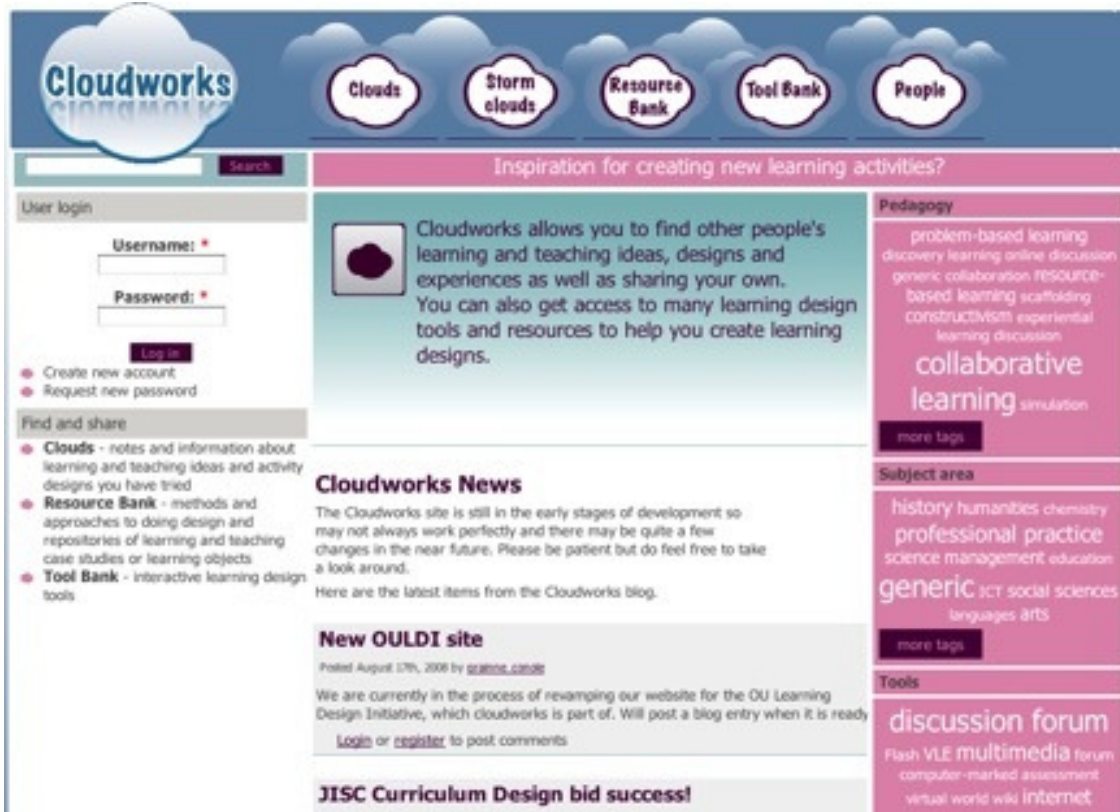 Cloudworks
Clouds
Storm
clouds
Resource
Bank
Tool Bank
People
Search
Inspiration for creating new learning activities?
User login
Username: *
Password: *
Log in
Create new account
Request new password
Find and share
Clouds - notes and information about
learning and teaching ideas and activity
designs you have tried
Resource Bank - methods and
approaches to doing design and
repositories of learning and teaching
case studies or learning objects
Tool Bank - interactive learning design
tools
Cloudworks allows you to find other people's
learning and teaching ideas, designs and
experiences as well as sharing your own.
You can also get access to many learning design
tools and resources to help you create learning
designs.
Cloudworks News
The Cloudworks site is still in the early stages of development so
may not always work perfectly and there may be quite a few
changes in the near future. Please be patient but do feel free to take
a look around.
Here are the latest items from the Cloudworks blog.
New OULDI site
Posted August 17th, 2008 by grainne_conole
We are currently in the process of revamping our website for the OU Learning
Design Initiative, which cloudworks is part of. Will post a blog entry when it is ready
Login or register to post comments
JISC Curriculum Design bid success!
Pedagogy
problem-based learning
discovery learning online discussion
generic collaboration resource-
based learning scaffolding
constructivism experiential
learning discussion
collaborative
learning simulation
more tags
Subject area
history humanities chemistry
professional practice
science management education
generic ICT social sciences
languages arts
more tags
Tools
discussion forum
Flash VLE multimedia forum
computer-marked assessment
virtual world wiki internet